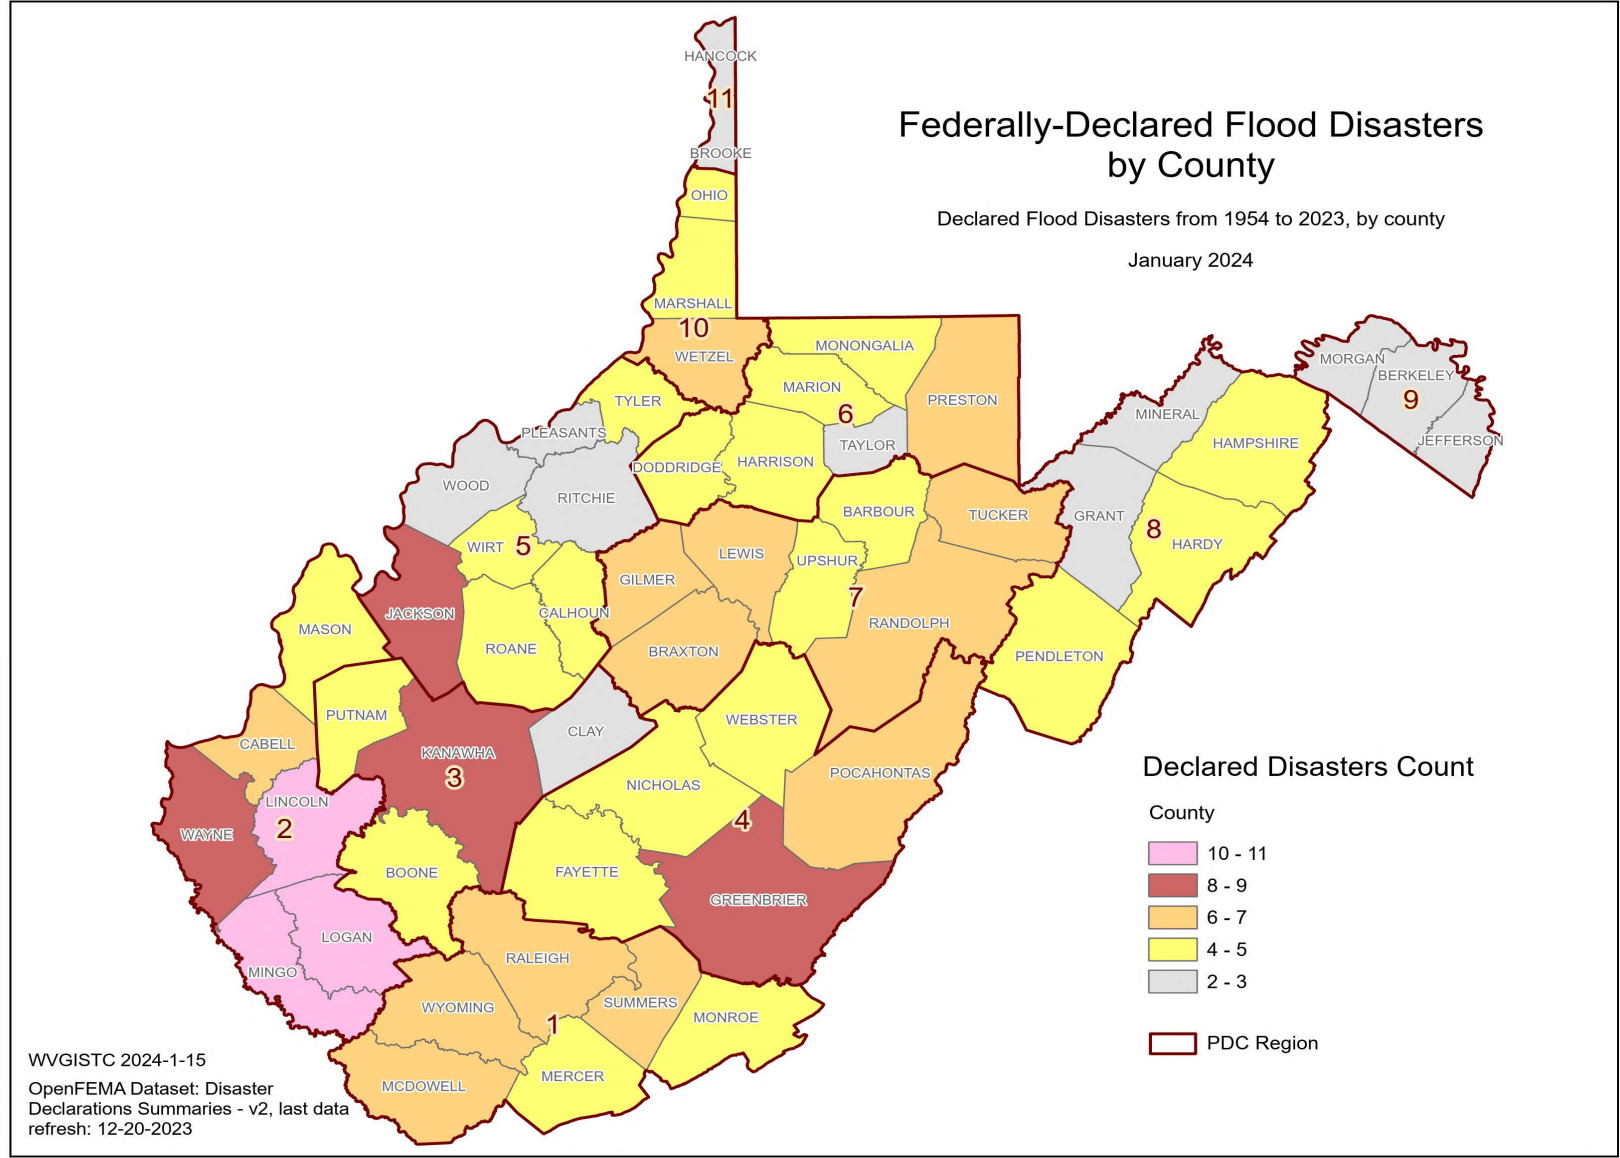 Federally-Declared Flood Disasters
by County
Declared Flood Disasters from 1954 to 2023, by county
January 2024
HANCOCK
11
BROOKE
OHIO
MARSHALL
10
WETZEL
MONONGALIA
MARION
6
PRESTON
TAYLOR
TYLER
PLEASANTS
DODDRIDGE
HARRISON
WOOD
RITCHIE
MORGAN
BERKELEY
9
JEFFERSON
MINERAL
HAMPSHIRE
GRANT
8
HARDY
BARBOUR
TUCKER
WIRT
5
LEWIS
UPSHUR
GILMER
7
JACKSON
CALHOUN
RANDOLPH
MASON
ROANE
BRAXTON
PENDLETON
PUTNAM
WEBSTER
CLAY
CABELL
KANAWHA
3
POCAHONTAS
NICHOLAS
LINCOLN
2
WAYNE
4
BOONE
FAYETTE
GREENBRIER
LOGAN
MINGO
RALEIGH
WYOMING
SUMMERS
MONROE
1
MCDOWELL
MERCER
Declared Disasters Count
County
10 - 11
8 - 9
6 - 7
4 - 5
2 - 3
PDC Region
WVGISTC 2024-1-15
OpenFEMA Dataset: Disaster
Declarations Summaries - v2, last data
refresh: 12-20-2023